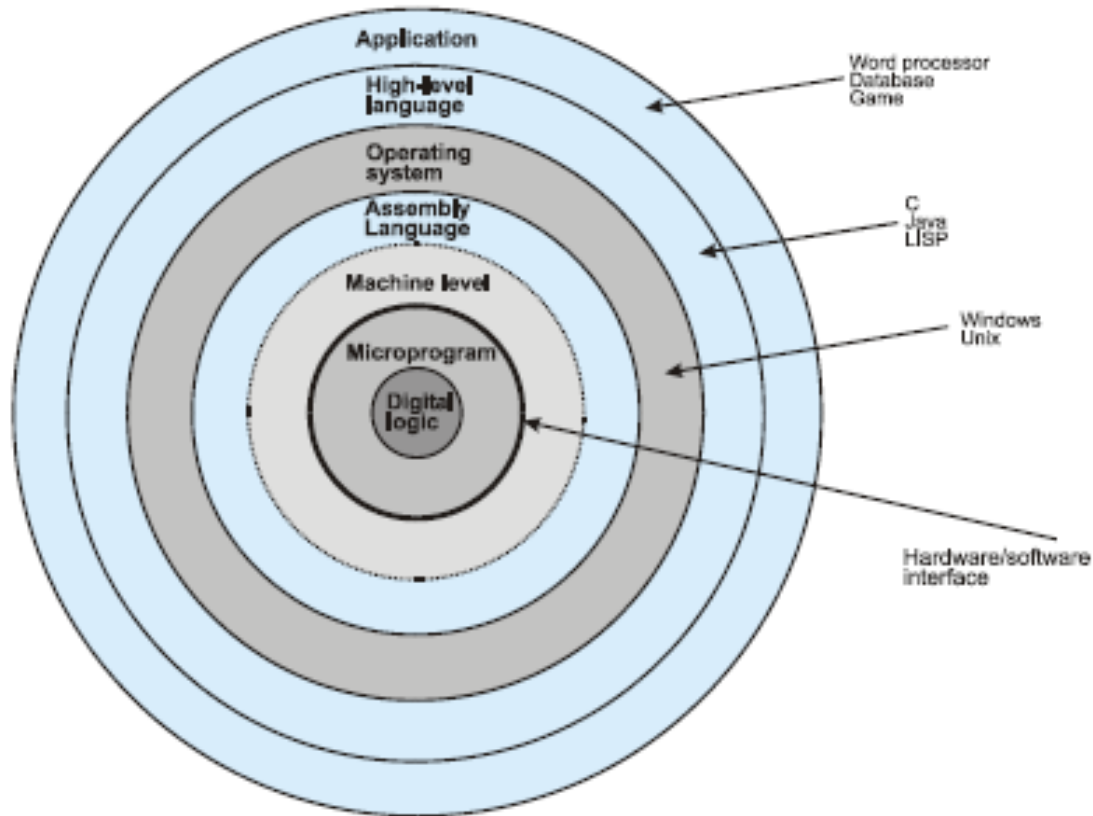 Application
High-level
language
Operating
system
Assembly
Language
Machine level
Microprogram
Digital
logic
Word processor
Database
Game
C
Java
LISP
Windows
Unix
Hardware/software
interface